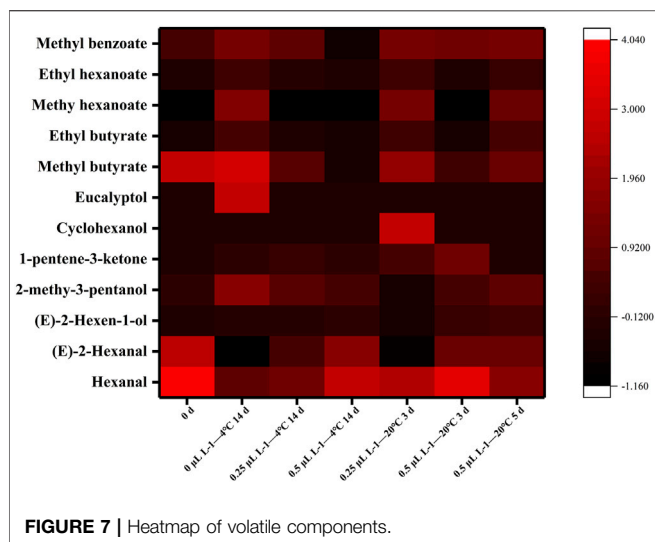 Methyl benzoate
Ethyl hexanoate
Methy hexanoate
Ethyl butyrate
Methyl butyrate
Eucalyptol
Cyclohexanol
1-pentene-3-ketone
2-methy-3-pentanol
(E)-2-Hexen-1-ol
(E)-2-Hexanal
Hexanal
0 d
0 μL L-1—4°C 14 d
0.25 μL L-1—4°C 14 d
0.5 μL L-1—4°C 14 d
0.25 μL L-1—20°C 3 d
0.5 μL L-1—20°C 3 d
0.5 μL L-1—20°C 5 d
4.040
3.000
1.960
0.9200
-0.1200
-1.160
FIGURE 7 | Heatmap of volatile components.